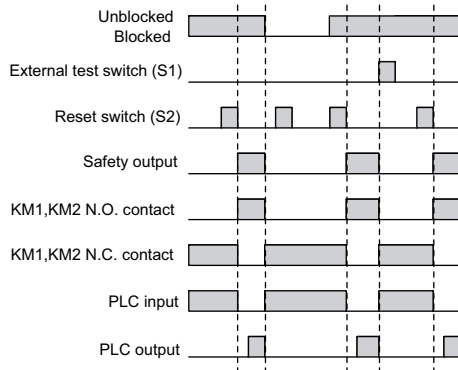 Unblocked
Blocked
External test switch (S1)
Reset switch (S2)
Safety output
KM1,KM2 N.O. contact
KM1,KM2 N.C. contact
PLC input
PLC output